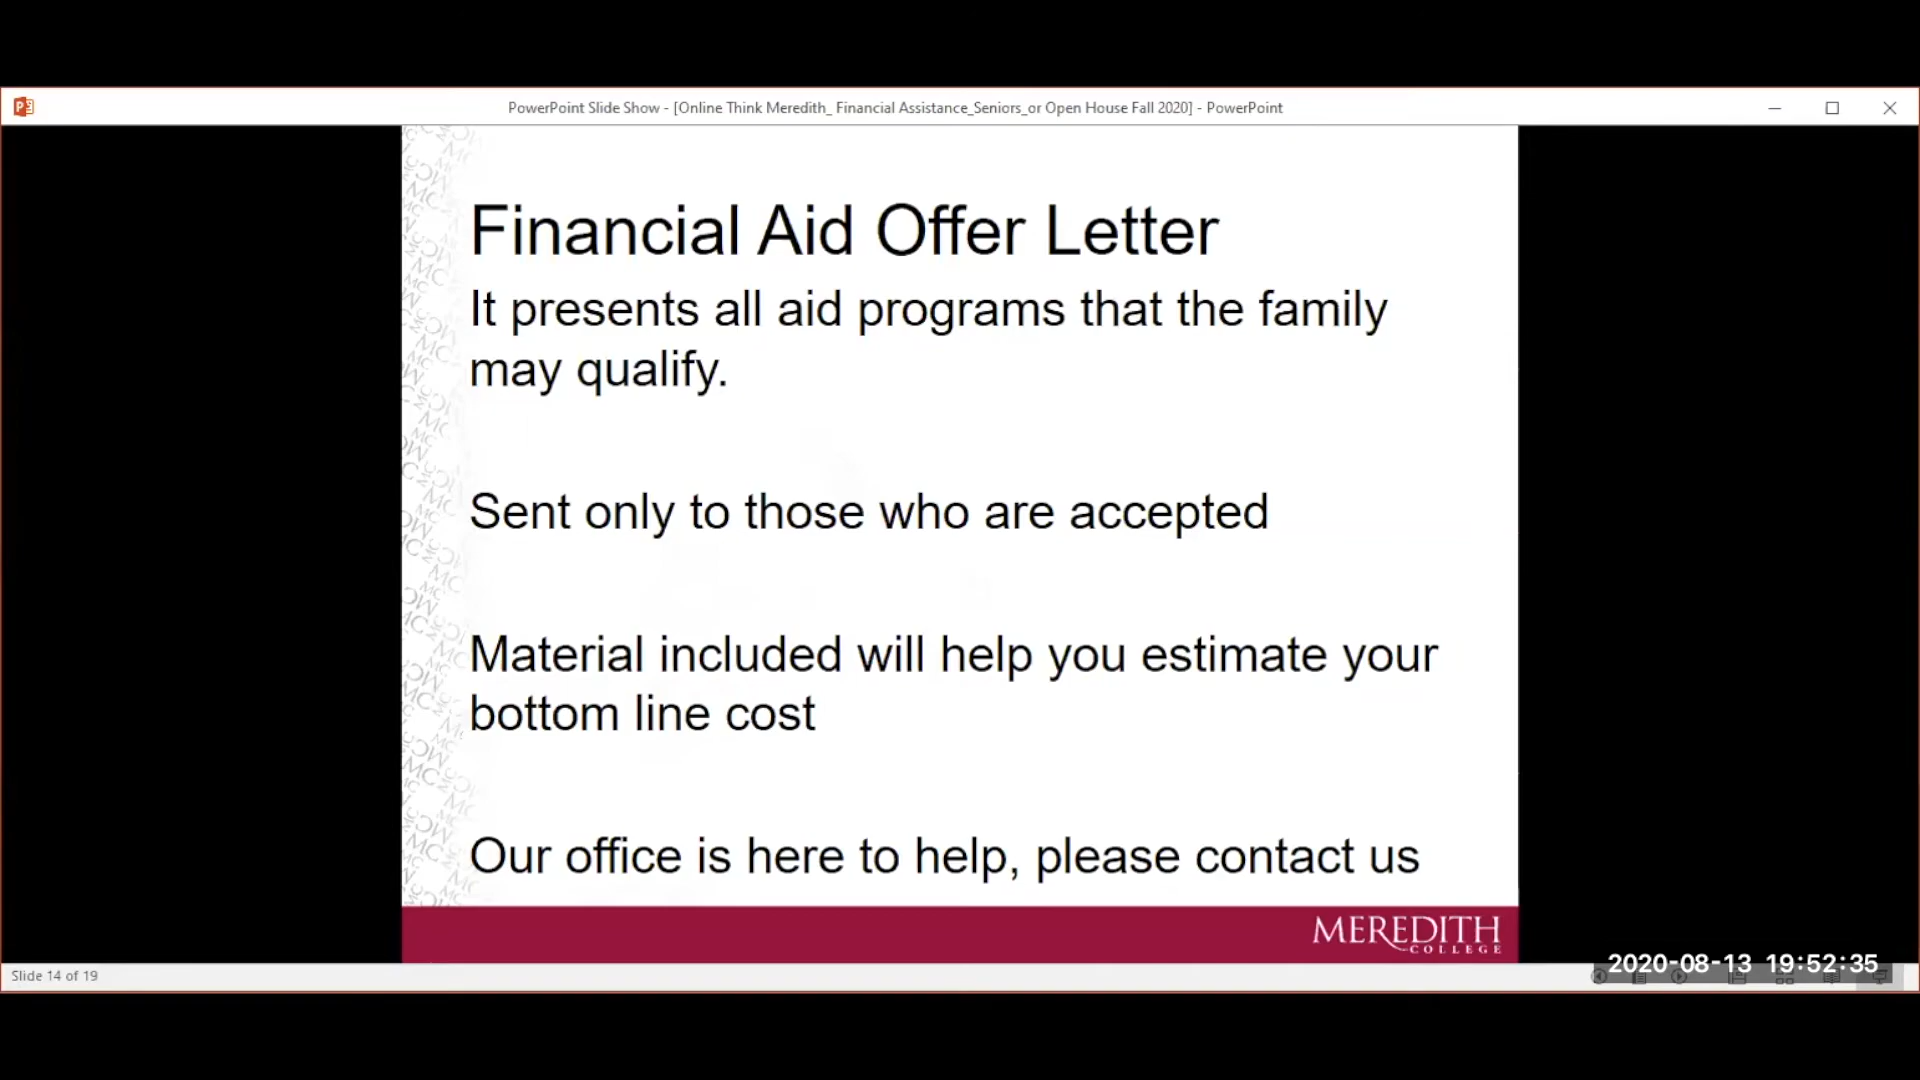 PowerPoint Slide Show - [Online Think Meredith_ Financial Assistance_Seniors_or Open House Fall 2020] - PowerPoint
Financial Aid Offer Letter
It presents all aid programs that the family
may qualify.
Sent only to those who are accepted
Material included will help you estimate your
bottom line cost
Our office is here to help, please contact us
MEREDITH
COLLEGE
2020-08-13 19:52:35
Slide 14 of 19